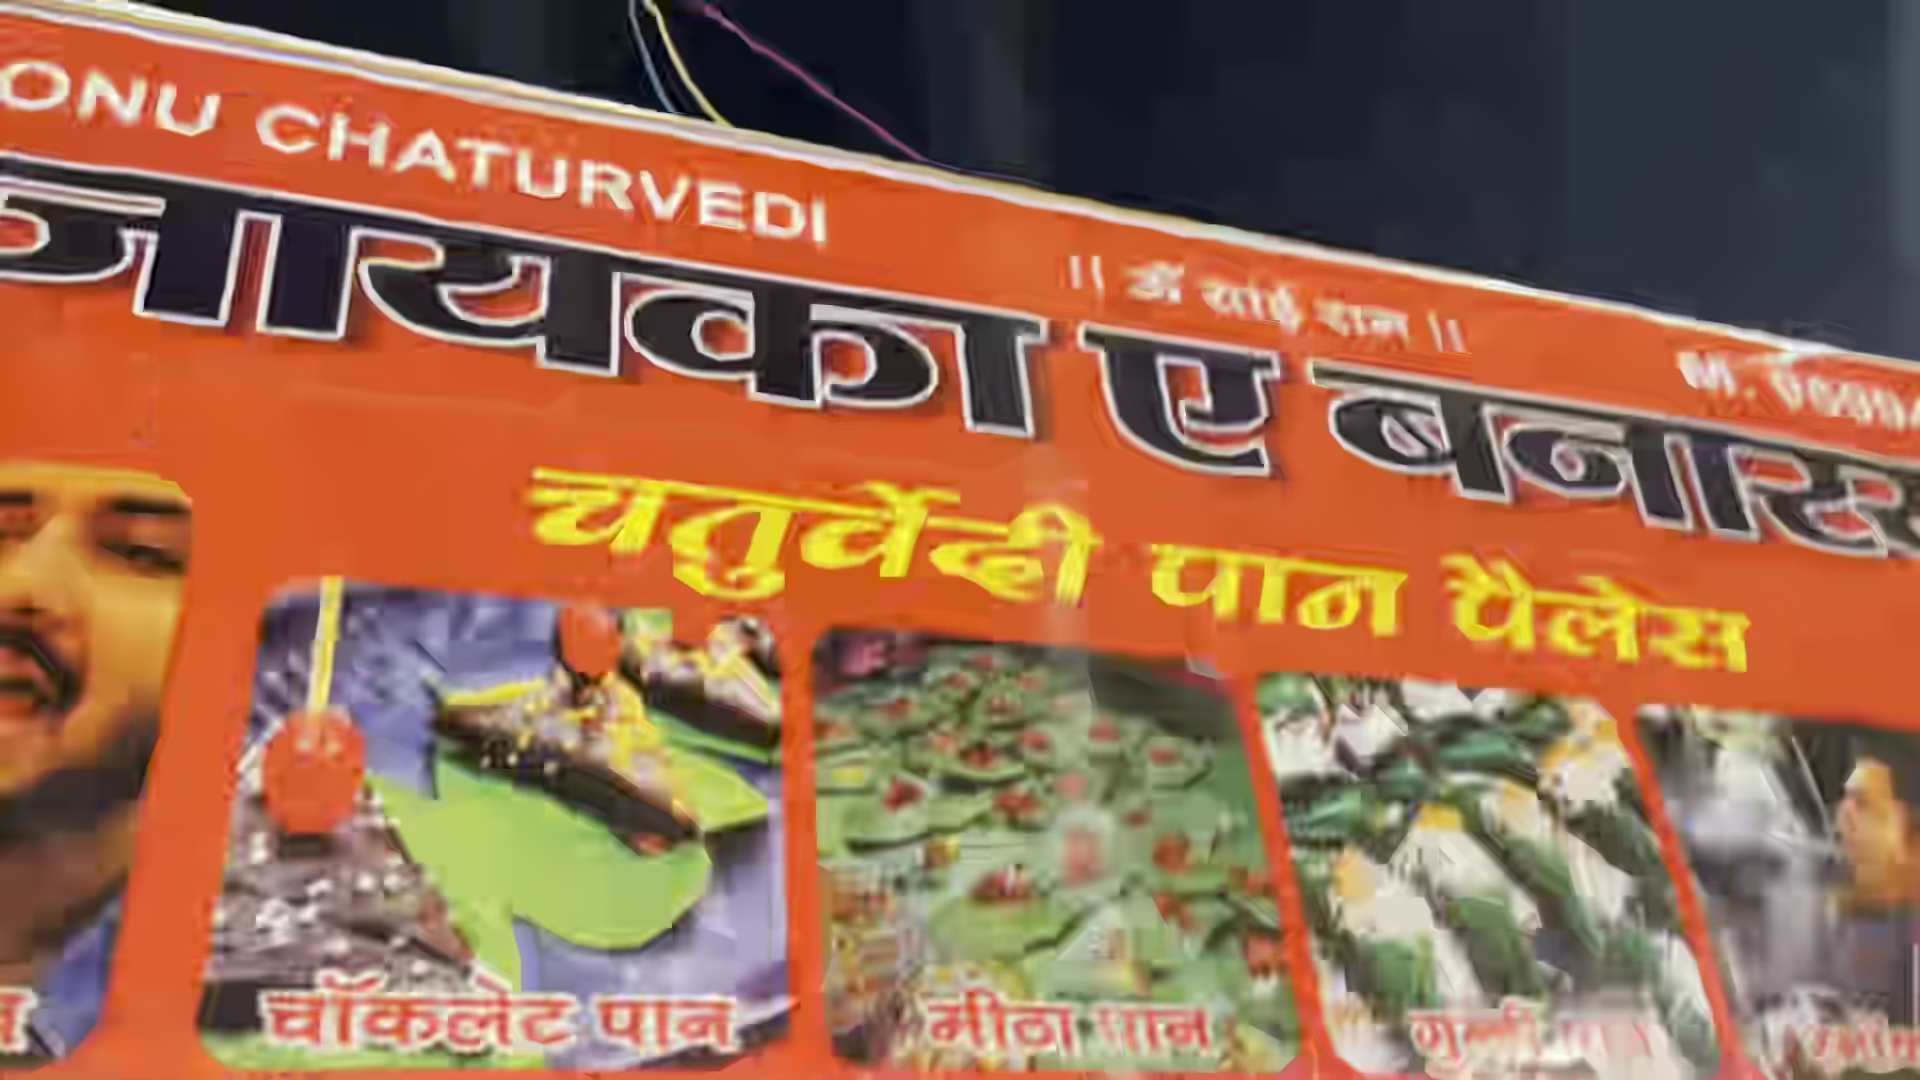 ONU CHATURVEDI
|| ॐ साई राम ||
जायका ए बनारस
चतुर्वेदी पान पैलेस
चॉकलेट पान
मीठा पान